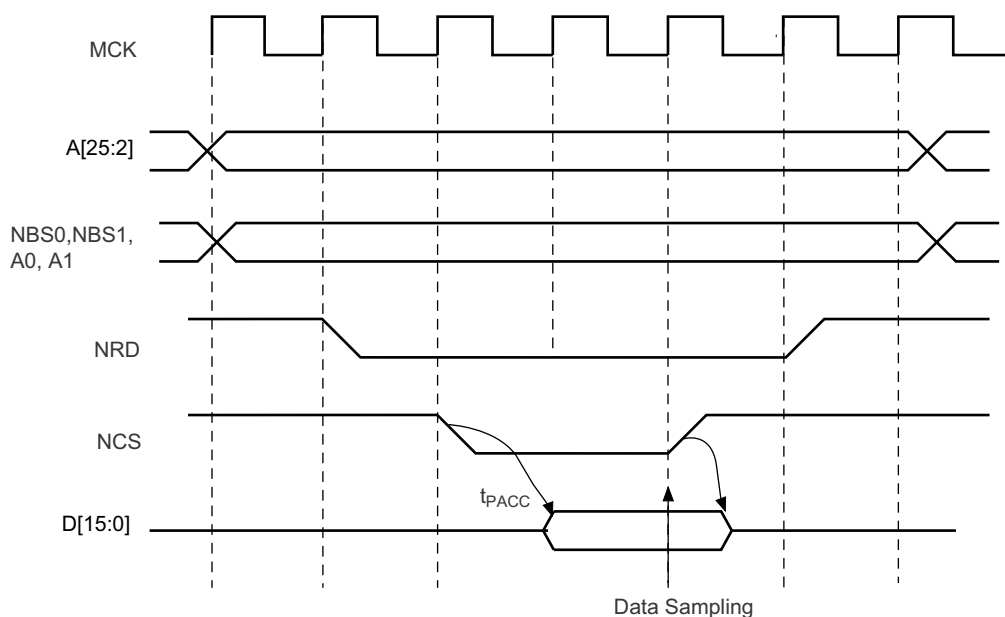 MCK
A[25:2]
NBS0,NBS1,
A0, A1
NRD
NCS
tPACC
D[15:0]
Data Sampling